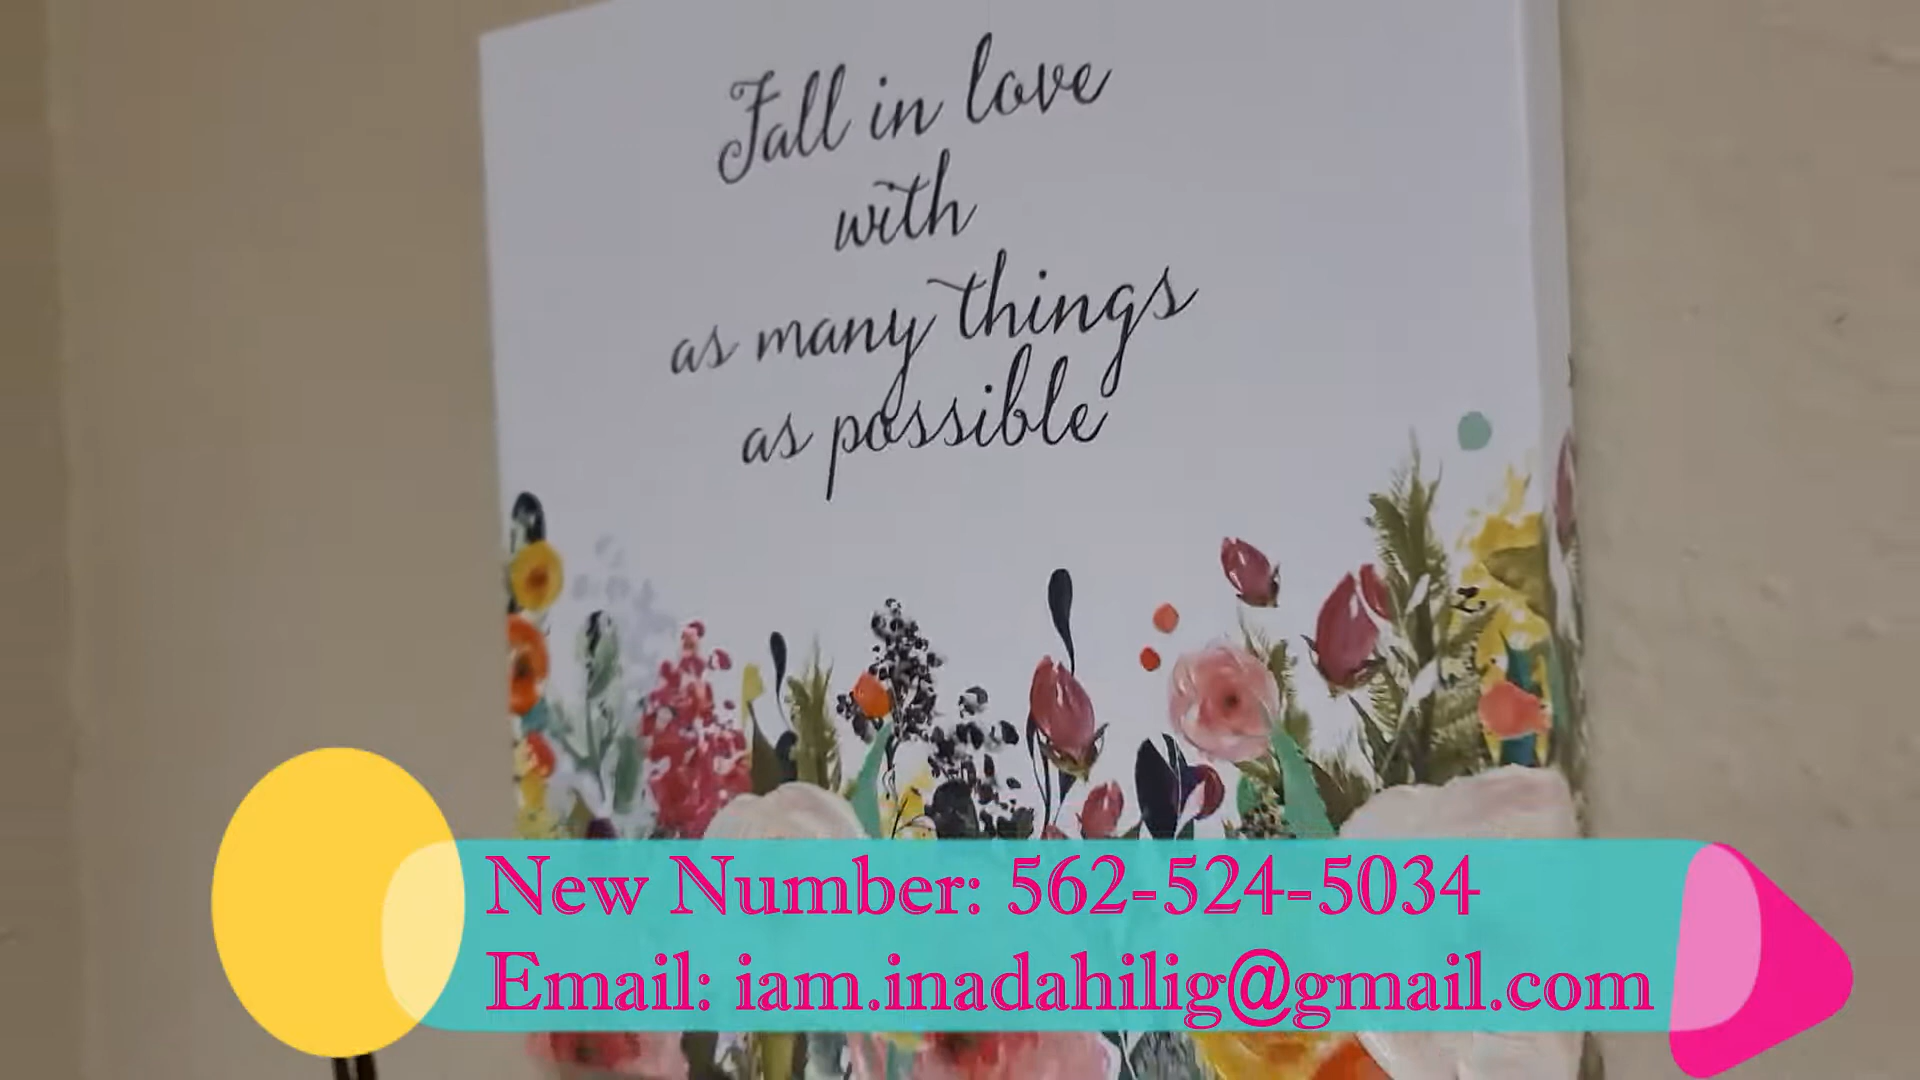 Fall in love
with
as many things
as possible
New Number: 562-524-5034
Email: iam.inadahilig@gmail.com